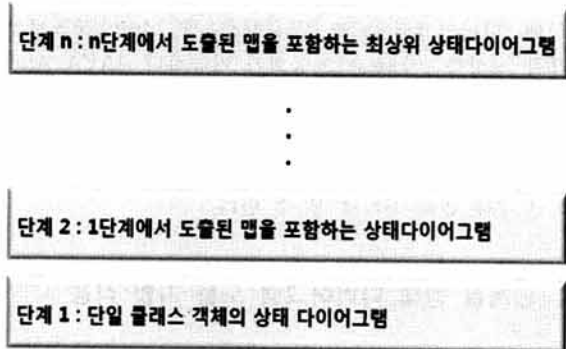 단계 n : n단계에서 도출된 맵을 포함하는 최상위 상태다이어그램
단계 2 : 1단계에서 도출된 맵을 포함하는 상태다이어그램
단계 1 : 단일 클래스 객체의 상태 다이어그램